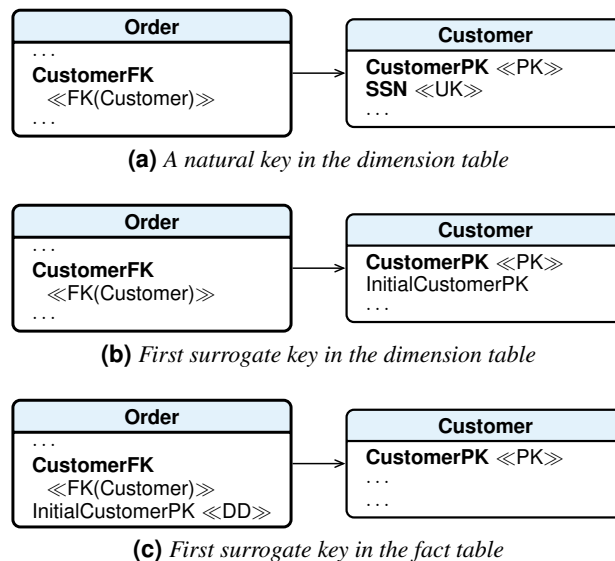 Order
...
CustomerFK
≪FK(Customer)≫
...
Customer
CustomerPK ≪PK≫
SSN ≪UK≫
...
(a) A natural key in the dimension table
Order
...
CustomerFK
≪FK(Customer)≫
...
Customer
CustomerPK ≪PK≫
InitialCustomerPK
...
(b) First surrogate key in the dimension table
Order
...
CustomerFK
≪FK(Customer)≫
InitialCustomerPK ≪DD≫
Customer
CustomerPK ≪PK≫
...
...
(c) First surrogate key in the fact table